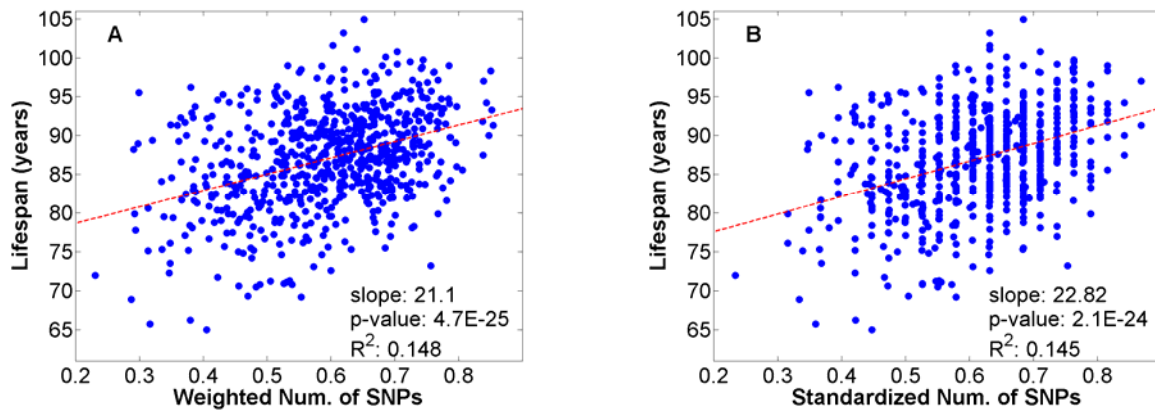 A
Lifespan (years)
105
100
95
90
85
80
75
70
65
slope: 21.1
p-value: 4.7E-25
R²: 0.148
0.2 0.3 0.4 0.5 0.6 0.7 0.8
Weighted Num. of SNPs
B
Lifespan (years)
105
100
95
90
85
80
75
70
65
slope: 22.82
p-value: 2.1E-24
R²: 0.145
0.2 0.3 0.4 0.5 0.6 0.7 0.8
Standardized Num. of SNPs